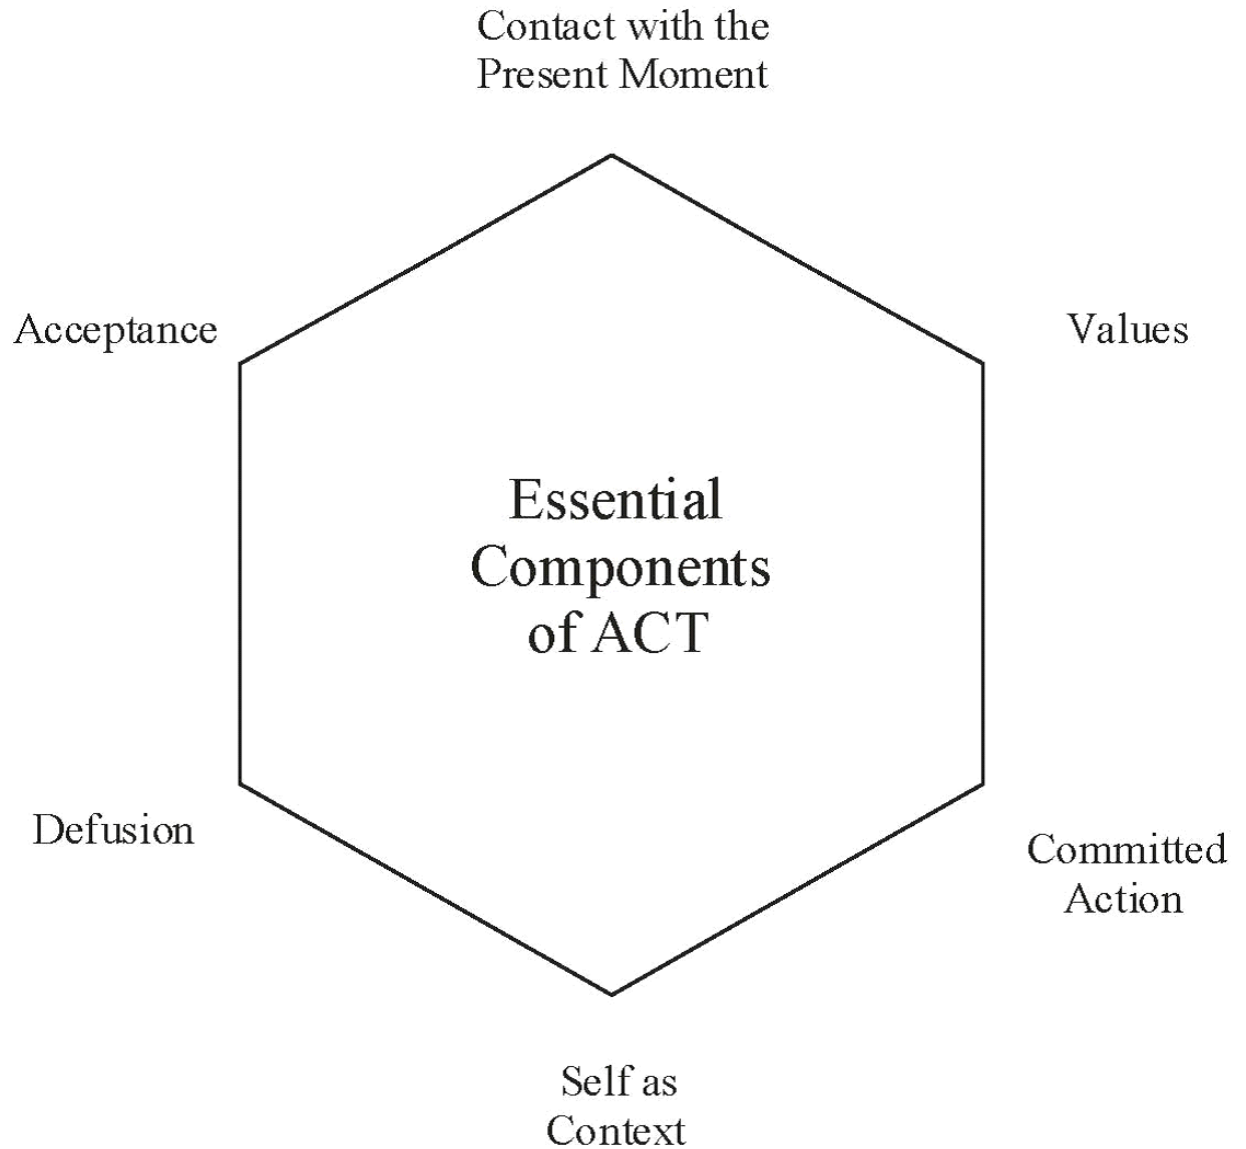 Contact with the
Present Moment
Acceptance
Values
Essential
Components
of ACT
Defusion
Committed
Action
Self as
Context